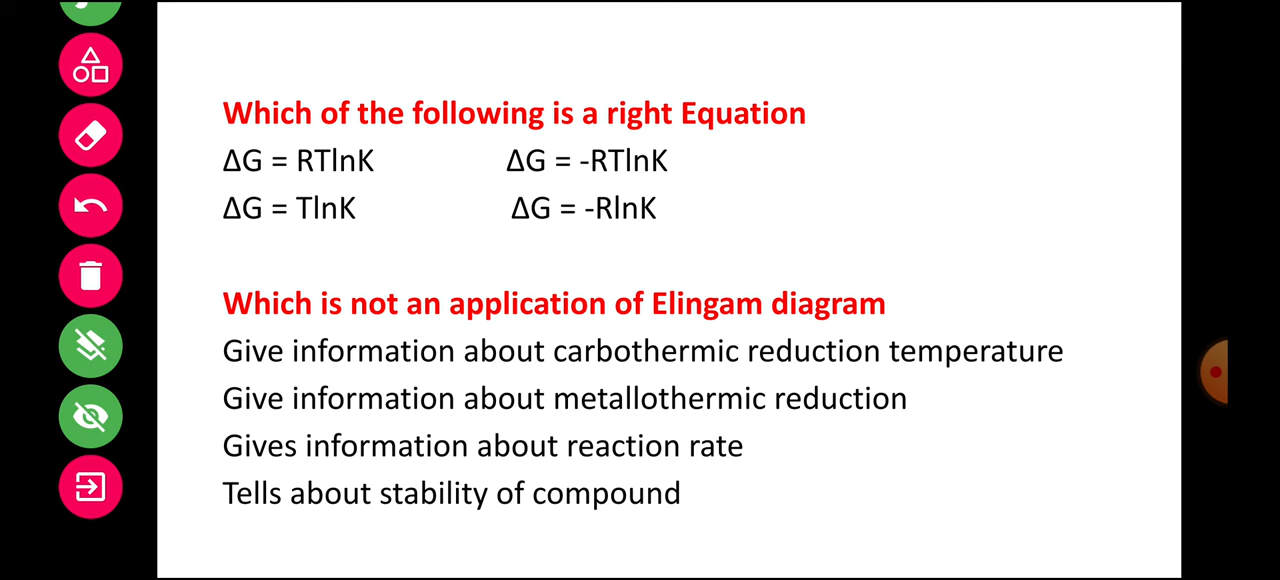 Which of the following is a right Equation
ΔG = RTlnK ΔG = -RTlnK
ΔG = TlnK ΔG = -RlnK
Which is not an application of Elingam diagram
Give information about carbothermic reduction temperature
Give information about metallothermic reduction
Gives information about reaction rate
Tells about stability of compound